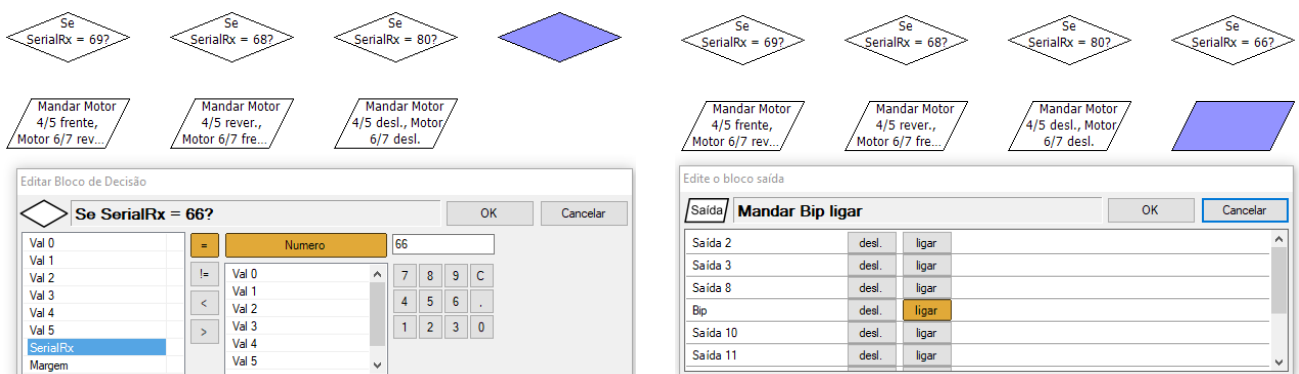 Se
SerialRx = 69?
Se
SerialRx = 68?
Se
SerialRx = 80?
Mandar Motor
4/5 frente,
Motor 6/7 rev...
Mandar Motor
4/5 rever.,
Motor 6/7 fre...
Mandar Motor
4/5 desl., Motor
6/7 desl.
Editar Bloco de Decisão
Se SerialRx = 66?
OK
Cancelar
Val 0
Val 1
Val 2
Val 3
Val 4
Val 5
SerialRx
Margem
=
!=
<
>
Numero
66
Val 0
Val 1
Val 2
Val 3
Val 4
Val 5
7 8 9 C
4 5 6 .
1 2 3 0
Se
SerialRx = 69?
Se
SerialRx = 68?
Se
SerialRx = 80?
Se
SerialRx = 66?
Mandar Motor
4/5 frente,
Motor 6/7 rev...
Mandar Motor
4/5 rever.,
Motor 6/7 fre...
Mandar Motor
4/5 desl., Motor
6/7 desl.
Edite o bloco saída
Saída Mandar Bip ligar
OK
Cancelar
Saída 2 desl. ligar
Saída 3 desl. ligar
Saída 8 desl. ligar
Bip desl. ligar
Saída 10 desl. ligar
Saída 11 desl. ligar